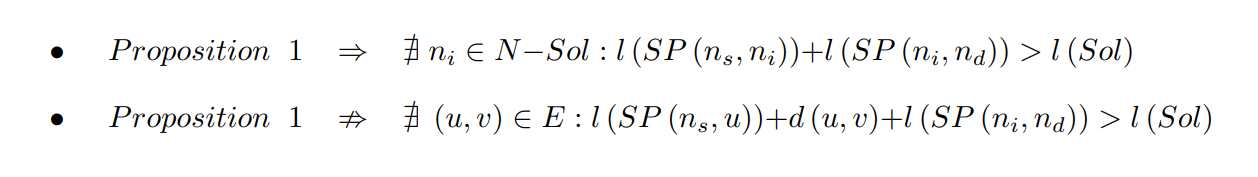 • Proposition 1 ⇒ ∄ n_i ∈ N−Sol : l (SP (n_s, n_i))+l (SP (n_i, n_d)) > l (Sol)
• Proposition 1 ⇏ ∄ (u, v) ∈ E : l (SP (n_s, u))+d (u, v)+l (SP (n_i, n_d)) > l (Sol)